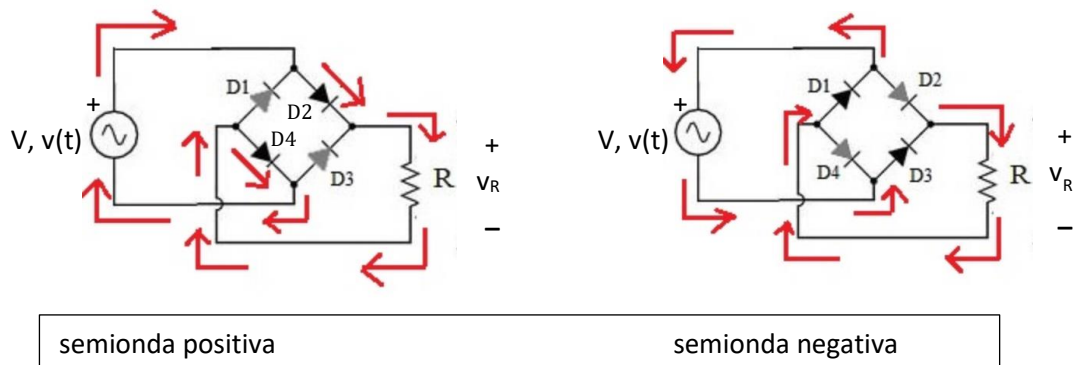 D1
D2
+
D4
V, v(t)
D3
R
+
vR
–
D1
D2
+
V, v(t)
D4
D3
R
+
vR
–
semionda positiva
semionda negativa